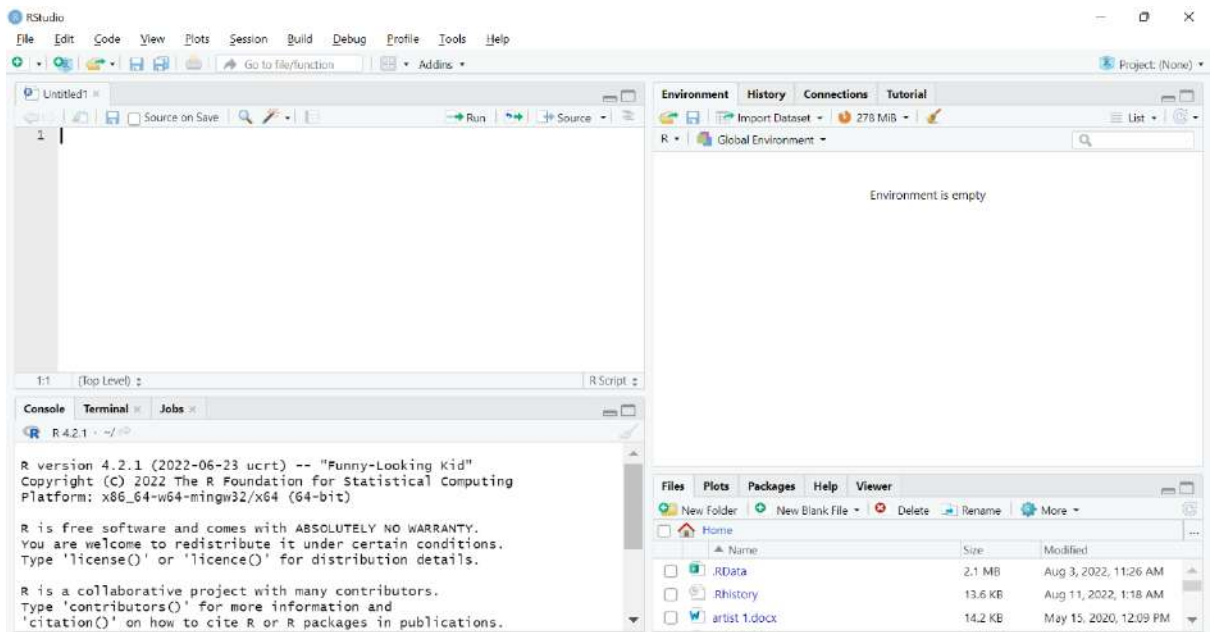 RStudio
File Edit Code View Plots Session Build Debug Profile Tools Help
Go to file/function Addins Project: (None)
Untitled1
Source on Save Run Source
1
1:1 (Top Level) R Script
Console Terminal Jobs
R 4.2.1 · ~/
R version 4.2.1 (2022-06-23 ucrt) -- "Funny-Looking Kid"
Copyright (C) 2022 The R Foundation for Statistical Computing
Platform: x86_64-w64-mingw32/x64 (64-bit)
R is free software and comes with ABSOLUTELY NO WARRANTY.
You are welcome to redistribute it under certain conditions.
Type 'license()' or 'licence()' for distribution details.
R is a collaborative project with many contributors.
Type 'contributors()' for more information and
'citation()' on how to cite R or R packages in publications.
Environment History Connections Tutorial
Import Dataset 278 MiB List
R Global Environment
Environment is empty
Files Plots Packages Help Viewer
New Folder New Blank File Delete Rename More
Home ...
Name Size Modified
.RData 2.1 MB Aug 3, 2022, 11:26 AM
.Rhistory 13.6 KB Aug 11, 2022, 1:18 AM
artist 1.docx 14.2 KB May 15, 2020, 12:09 PM